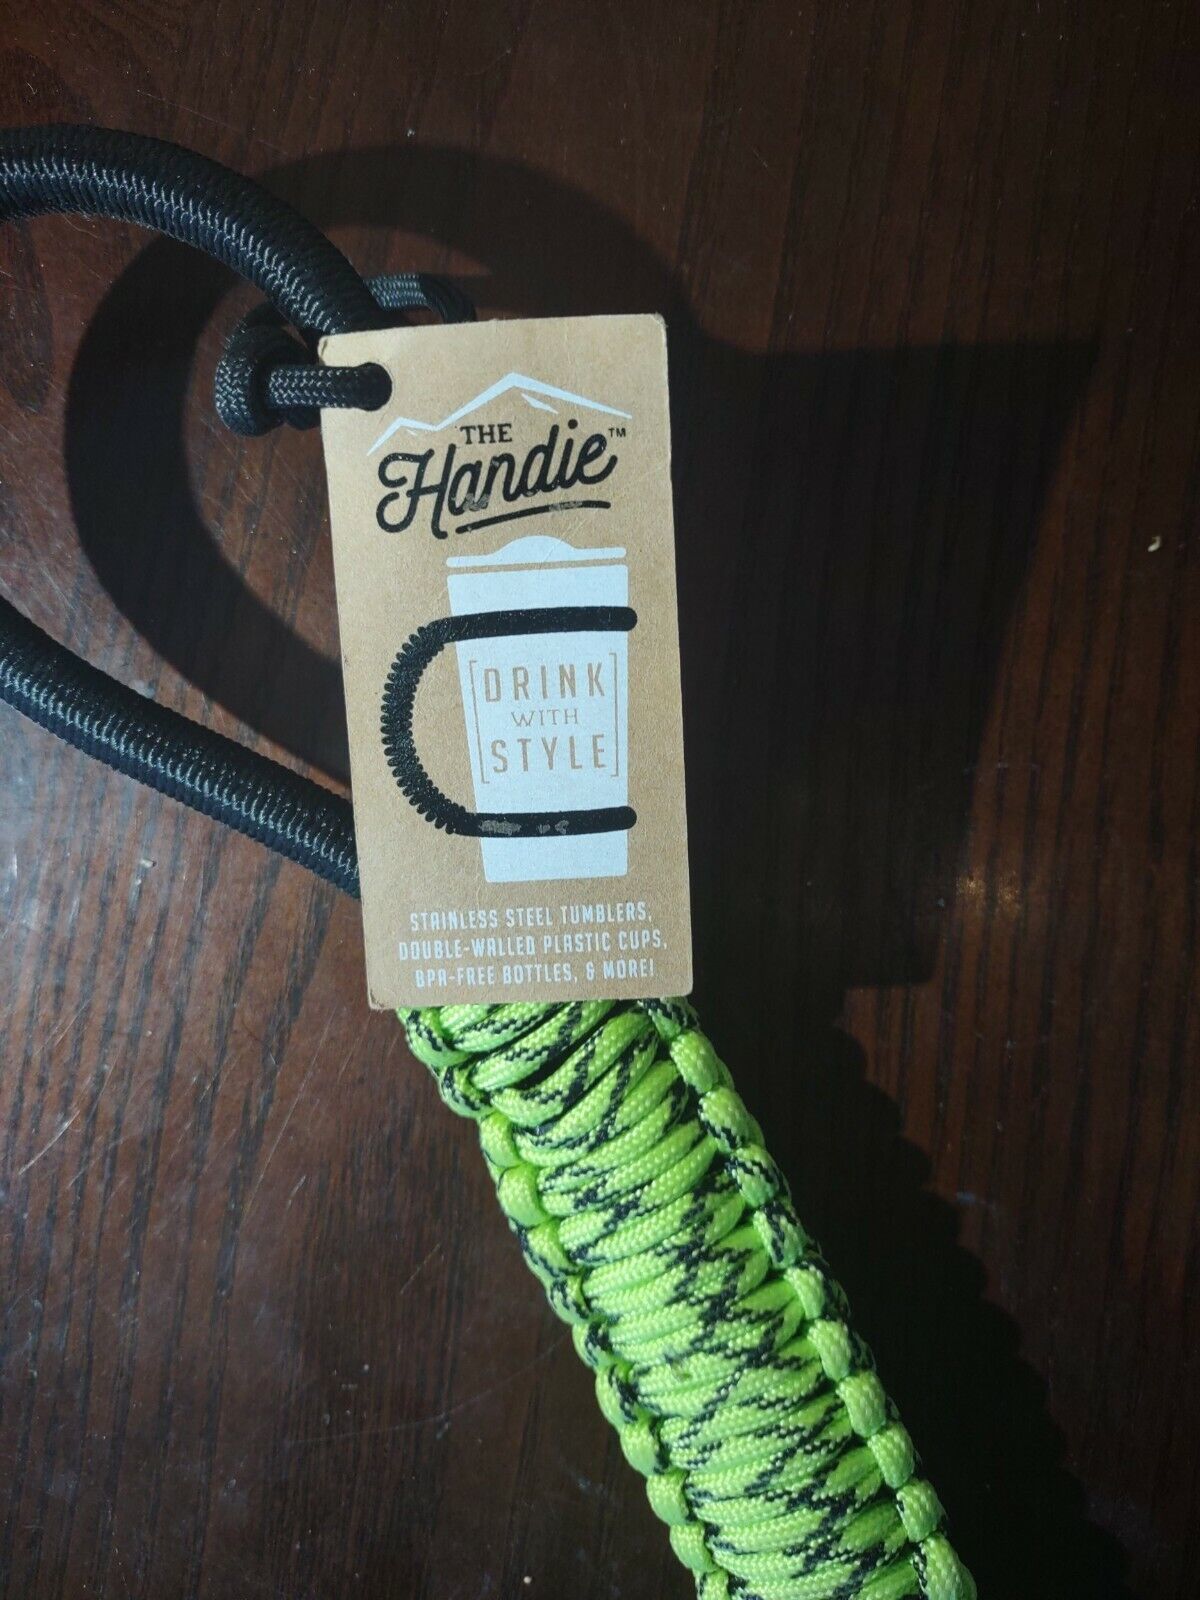 THE
Handie™
DRINK
WITH
STYLE
STAINLESS STEEL TUMBLERS,
DOUBLE-WALLED PLASTIC CUPS,
BPA-FREE BOTTLES, & MORE!